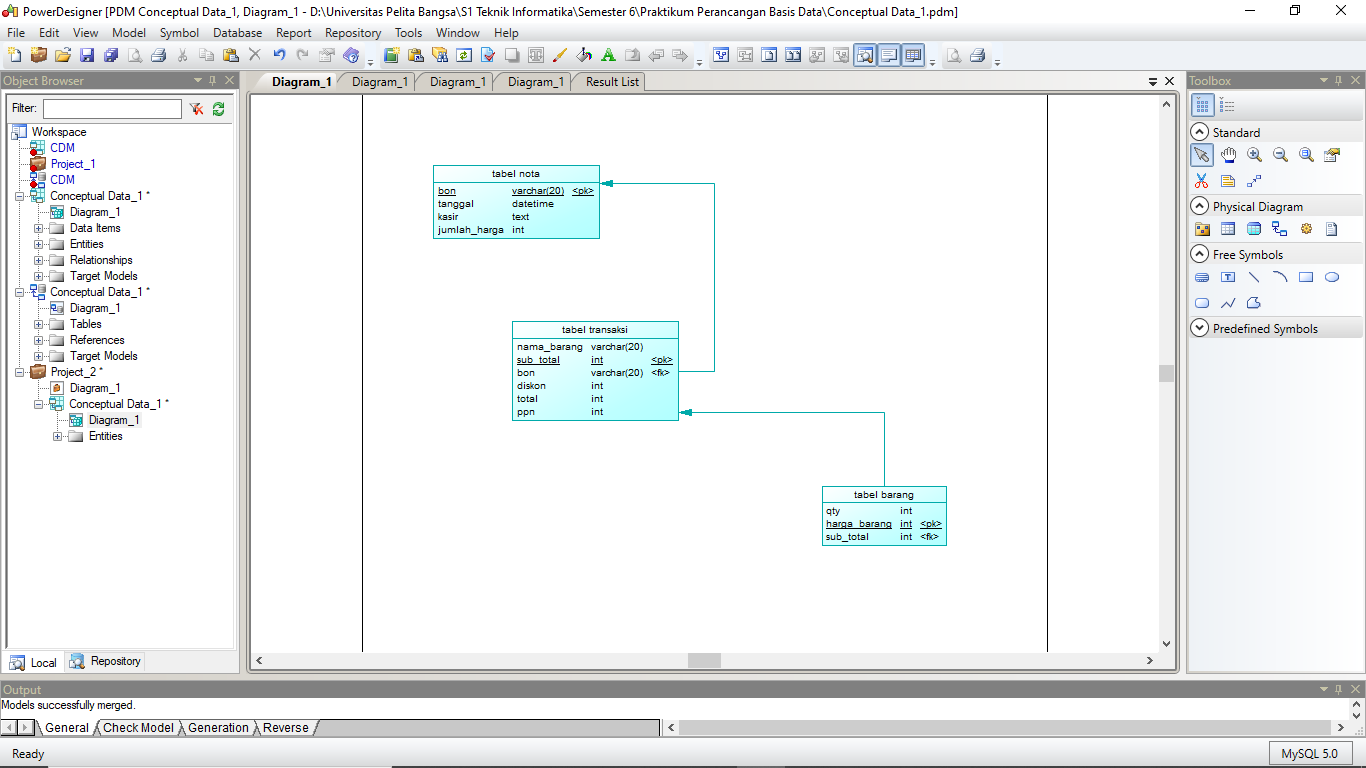 PowerDesigner [PDM Conceptual Data_1, Diagram_1 - D:\Universitas Pelita Bangsa\S1 Teknik Informatika\Semester 6\Praktikum Perancangan Basis Data\Conceptual Data_1.pdm]
File Edit View Model Symbol Database Report Repository Tools Window Help
Object Browser
Filter:
Workspace
CDM
Project_1
CDM
Conceptual Data_1 *
Diagram_1
Data Items
Entities
Relationships
Target Models
Conceptual Data_1 *
Diagram_1
Tables
References
Target Models
Project_2 *
Diagram_1
Conceptual Data_1 *
Diagram_1
Entities
Local Repository
Diagram_1 Diagram_1 Diagram_1 Diagram_1 Result List
tabel nota
bon varchar(20) <pk>
tanggal datetime
kasir text
jumlah_harga int
tabel transaksi
nama_barang varchar(20)
sub_total int <pk>
bon varchar(20) <fk>
diskon int
total int
ppn int
tabel barang
qty int
harga_barang int <pk>
sub_total int <fk>
Toolbox
Standard
Physical Diagram
Free Symbols
Predefined Symbols
Output
Models successfully merged.
General Check Model Generation Reverse
Ready
MySQL 5.0